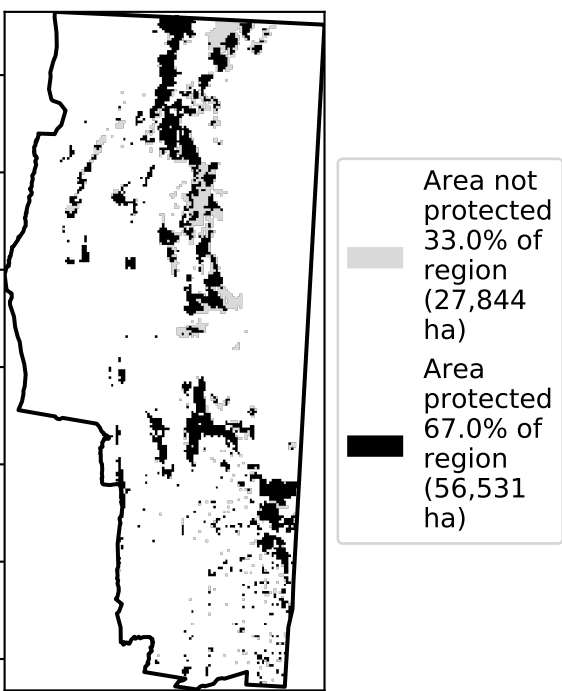 Area not
protected
33.0% of
region
(27,844
ha)
Area
protected
67.0% of
region
(56,531
ha)